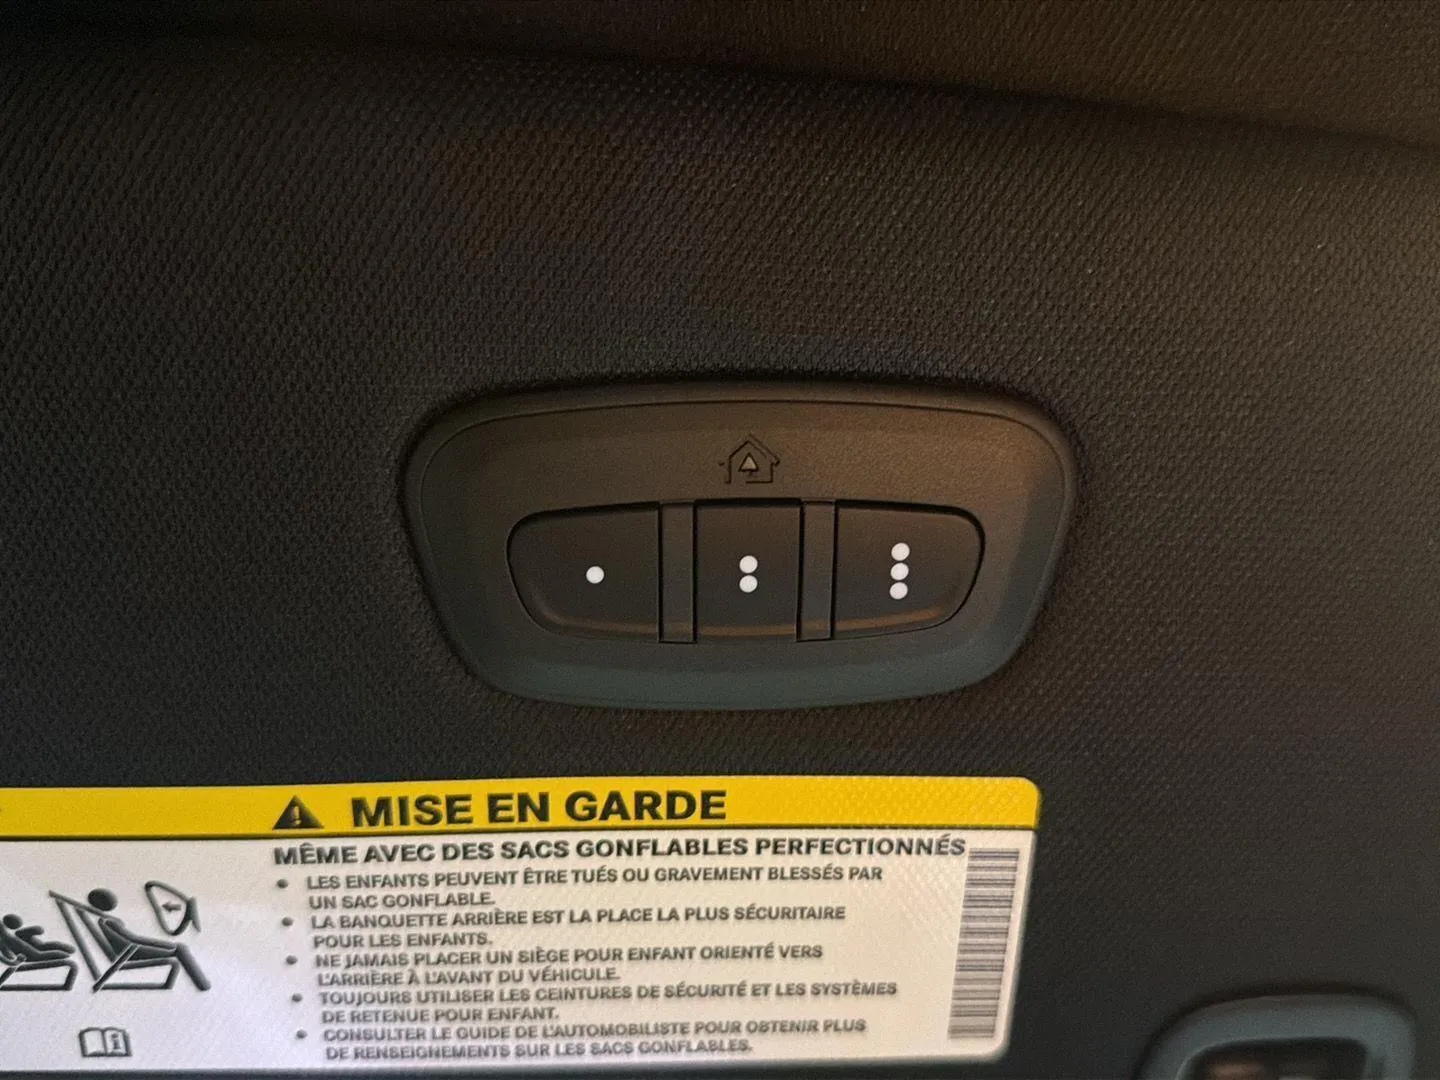 MISE EN GARDE
MÊME AVEC DES SACS GONFLABLES PERFECTIONNÉS
• LES ENFANTS PEUVENT ÊTRE TUÉS OU GRAVEMENT BLESSÉS PAR
UN SAC GONFLABLE.
• LA BANQUETTE ARRIÈRE EST LA PLACE LA PLUS SÉCURITAIRE
POUR LES ENFANTS.
• NE JAMAIS PLACER UN SIÈGE POUR ENFANT ORIENTÉ VERS
L'ARRIÈRE À L'AVANT DU VÉHICULE.
• TOUJOURS UTILISER LES CEINTURES DE SÉCURITÉ ET LES SYSTÈMES
DE RETENUE POUR ENFANT.
• CONSULTER LE GUIDE DE L'AUTOMOBILISTE POUR OBTENIR PLUS
DE RENSEIGNEMENTS SUR LES SACS GONFLABLES.